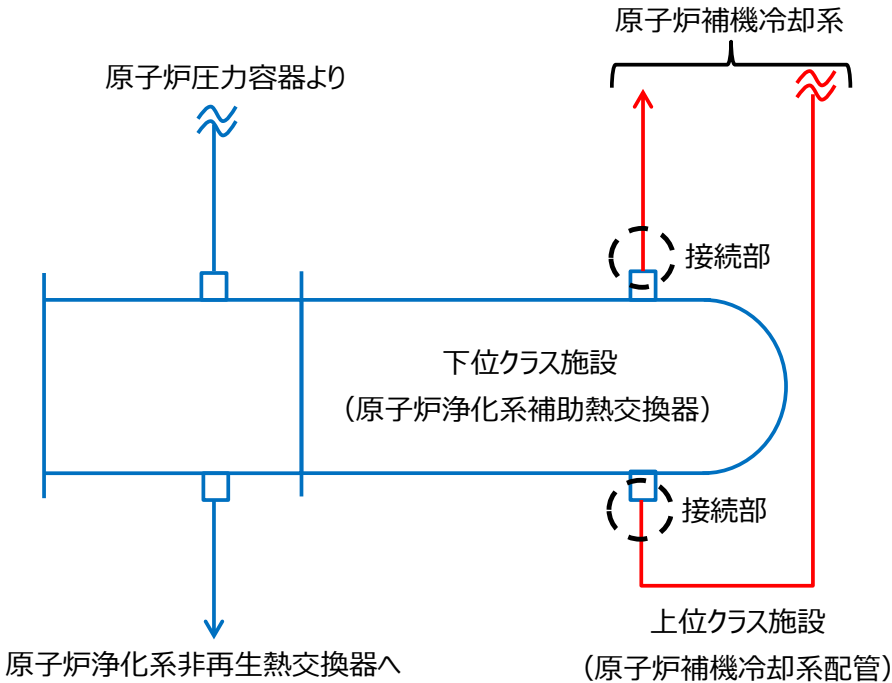 原子炉補機冷却系
原子炉圧力容器より
接続部
下位クラス施設
（原子炉浄化系補助熱交換器）
接続部
上位クラス施設
（原子炉補機冷却系配管）
原子炉浄化系非再生熱交換器へ